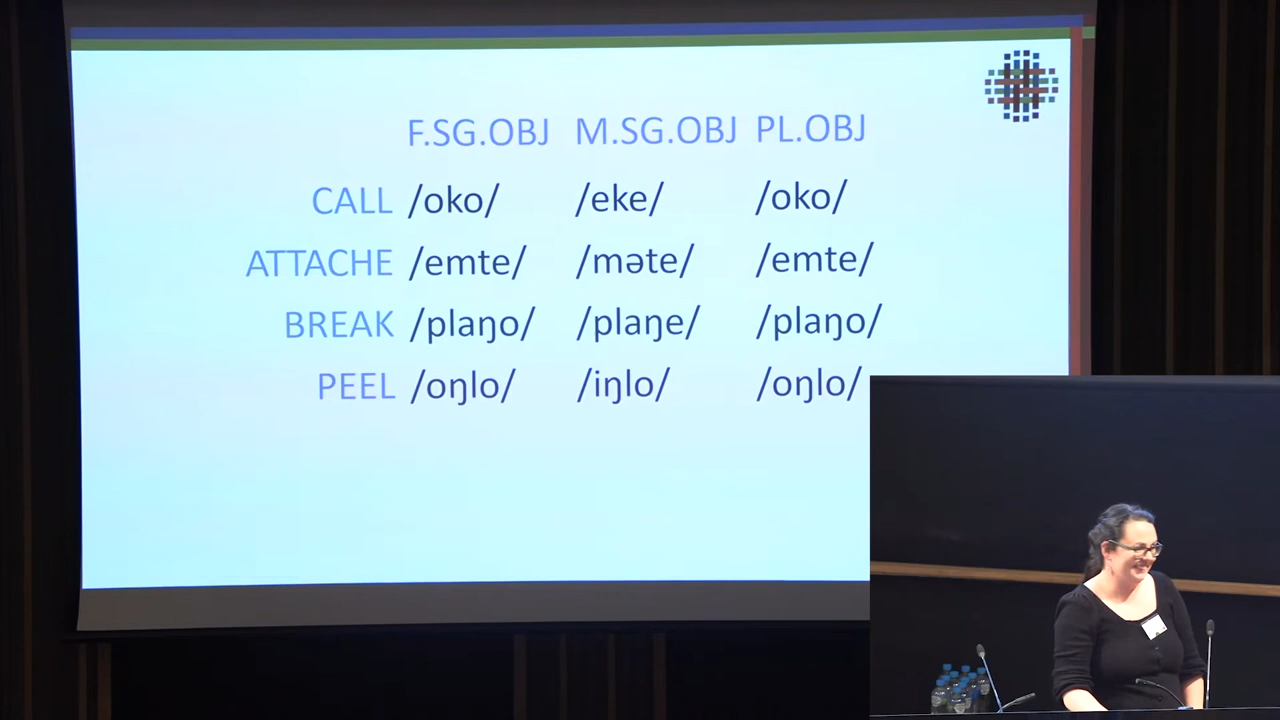 F.SG.OBJ M.SG.OBJ PL.OBJ
CALL /oko/ /eke/ /oko/
ATTACHE /emte/ /məte/ /emte/
BREAK /plaŋo/ /plaŋe/ /plaŋo/
PEEL /oŋlo/ /iŋlo/ /oŋlo/